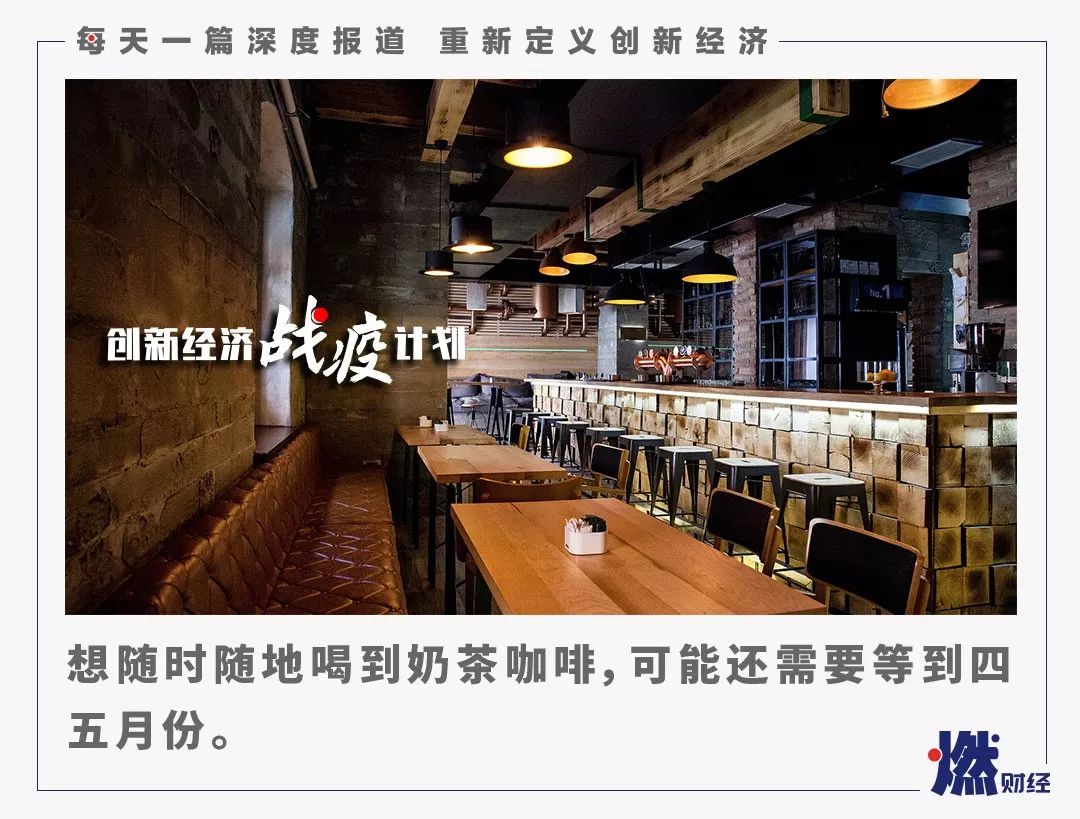 每天一篇深度报道 重新定义创新经济
创新经济战疫计划
No.1
想随时随地喝到奶茶咖啡,可能还需要等到四
五月份。
燃财经